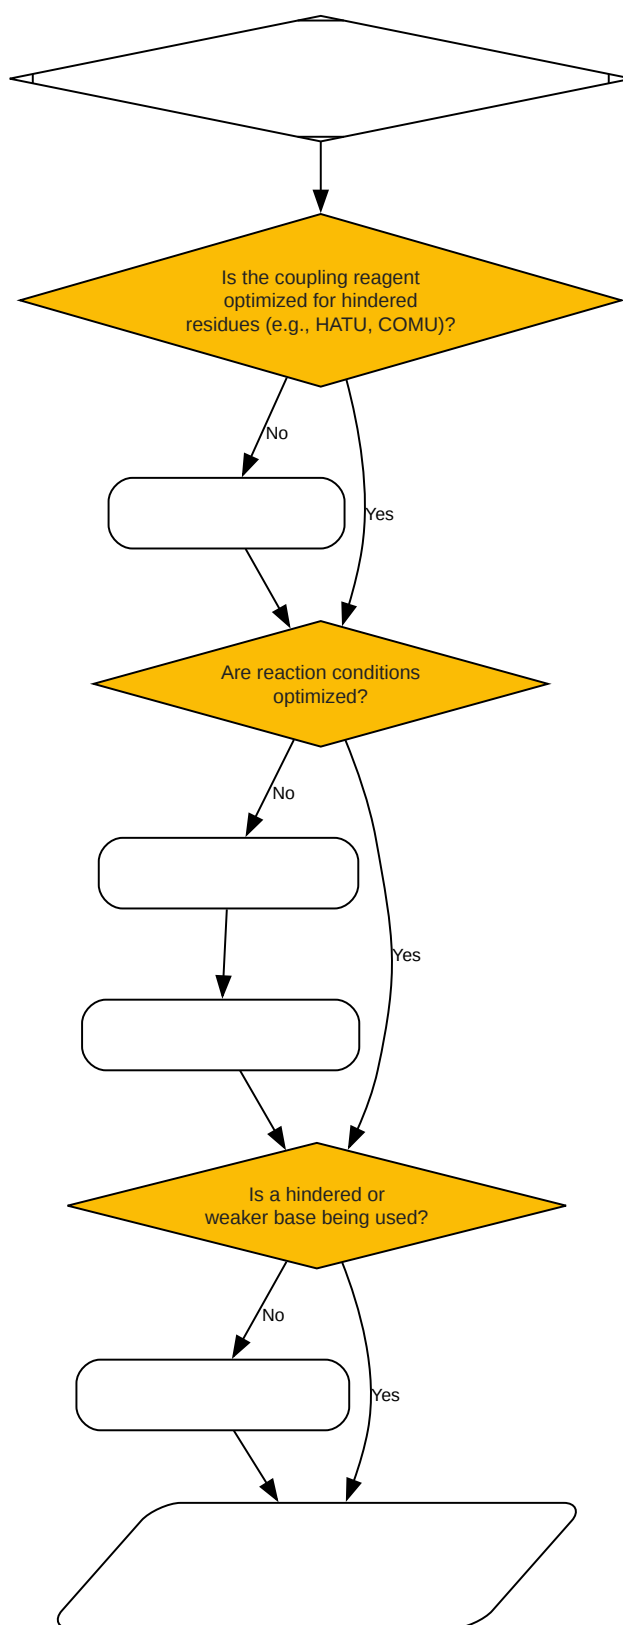 Is the coupling reagent
optimized for hindered
residues (e.g., HATU, COMU)?
No
Yes
Are reaction conditions
optimized?
No
Yes
Is a hindered or
weaker base being used?
No
Yes